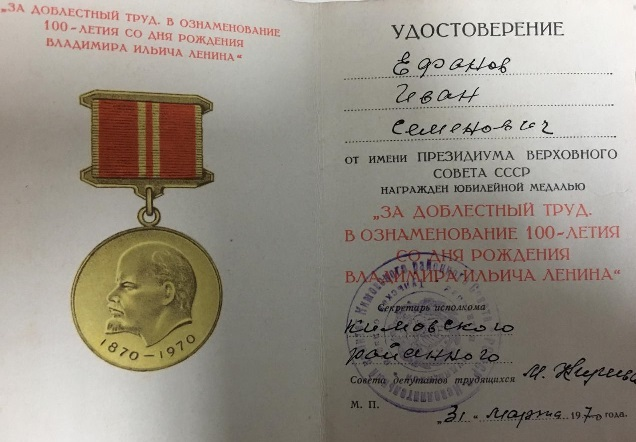 „ЗА ДОБЛЕСТНЫЙ ТРУД. В ОЗНАМЕНОВАНИЕ
100-ЛЕТИЯ СО ДНЯ РОЖДЕНИЯ
ВЛАДИМИРА ИЛЬИЧА ЛЕНИНА“
1870-1970
УДОСТОВЕРЕНИЕ
Ефанов
Иван
Семенович
ОТ ИМЕНИ ПРЕЗИДИУМА ВЕРХОВНОГО
СОВЕТА СССР
НАГРАЖДЕН ЮБИЛЕЙНОЙ МЕДАЛЬЮ
„ЗА ДОБЛЕСТНЫЙ ТРУД.
В ОЗНАМЕНОВАНИЕ 100-ЛЕТИЯ
СО ДНЯ РОЖДЕНИЯ
ВЛАДИМИРА ИЛЬИЧА ЛЕНИНА“
Секретарь исполкома
Кимовского
районного
Совета депутатов трудящихся М.
М. П.
„31“ марта 1970 года.